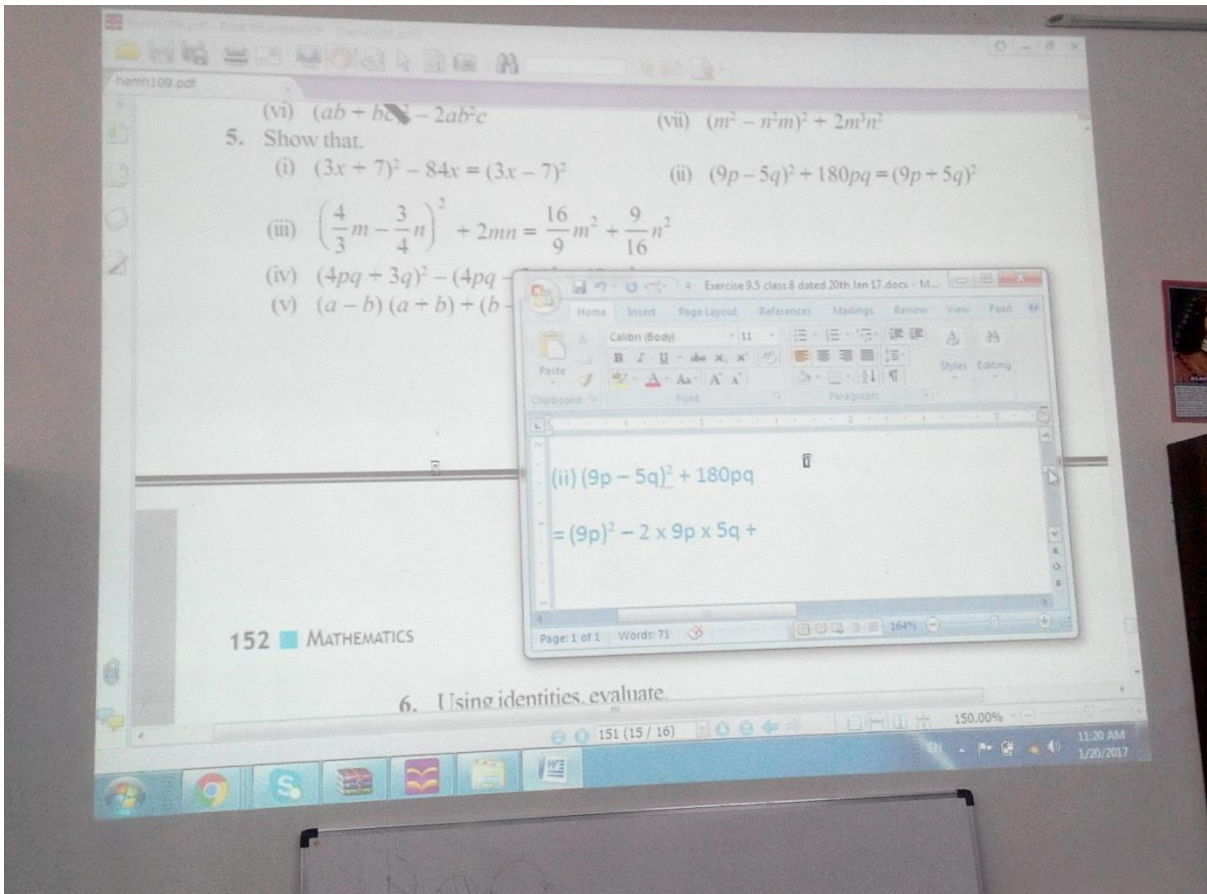 hemh109.pdf
(vi) (ab + bc)² – 2ab²c
(vii) (m² – n²m)² + 2m³n²
5. Show that.
(i) (3x + 7)² – 84x = (3x – 7)²
(ii) (9p – 5q)² + 180pq = (9p + 5q)²
(iii) (4/3 m – 3/4 n)² + 2mn = 16/9 m² + 9/16 n²
(iv) (4pq + 3q)² – (4pq –
(v) (a – b) (a + b) + (b –
Exercise 9.5 class 8 dated 20th Jan 17.docx - M...
Home Insert Page Layout References Mailings Review View Foxit
Calibri (Body) 11
B I U abe x, x²
Paste
Aa A A
Styles Editing
Clipboard Font Paragraph
(ii) (9p – 5q)² + 180pq
= (9p)² – 2 x 9p x 5q +
Page: 1 of 1 Words: 71 164%
152 MATHEMATICS
6. Using identities, evaluate.
151 (15 / 16) 150.00%
EN 11:20 AM
1/20/2017